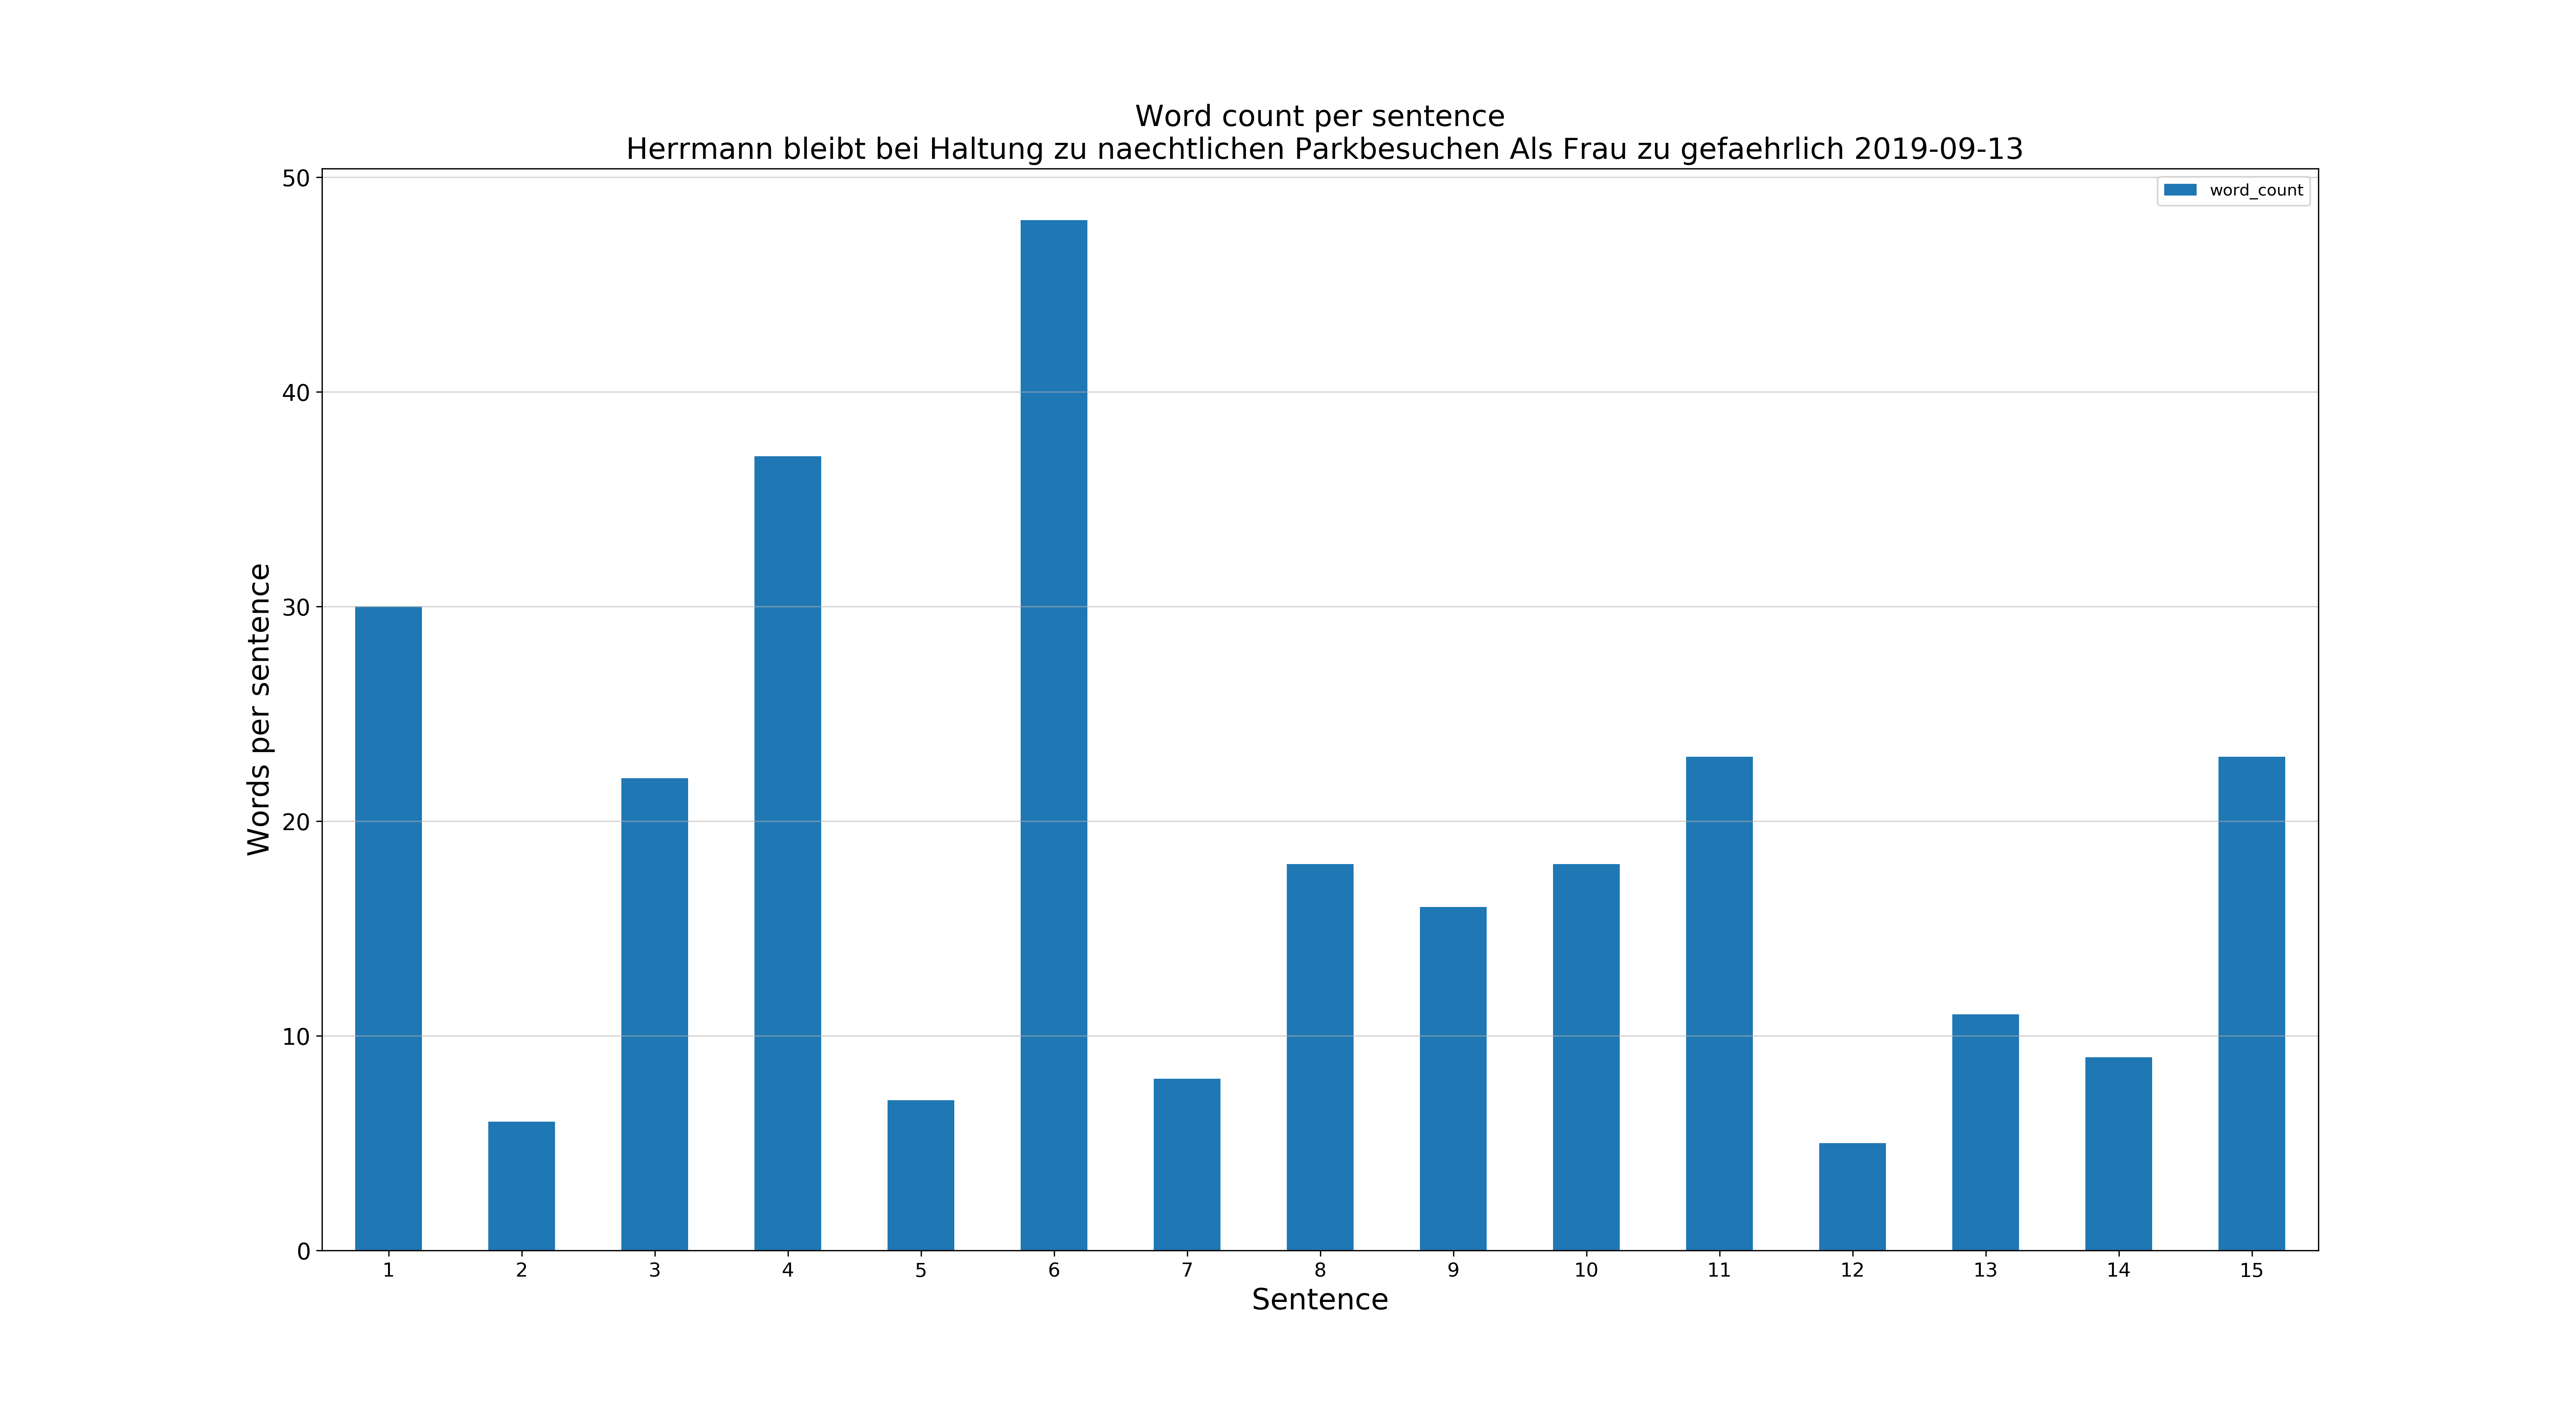 Word count per sentence
Herrmann bleibt bei Haltung zu naechtlichen Parkbesuchen Als Frau zu gefaehrlich 2019-09-13
word_count
50
40
30
20
10
0
Words per sentence
1 2 3 4 5 6 7 8 9 10 11 12 13 14 15
Sentence